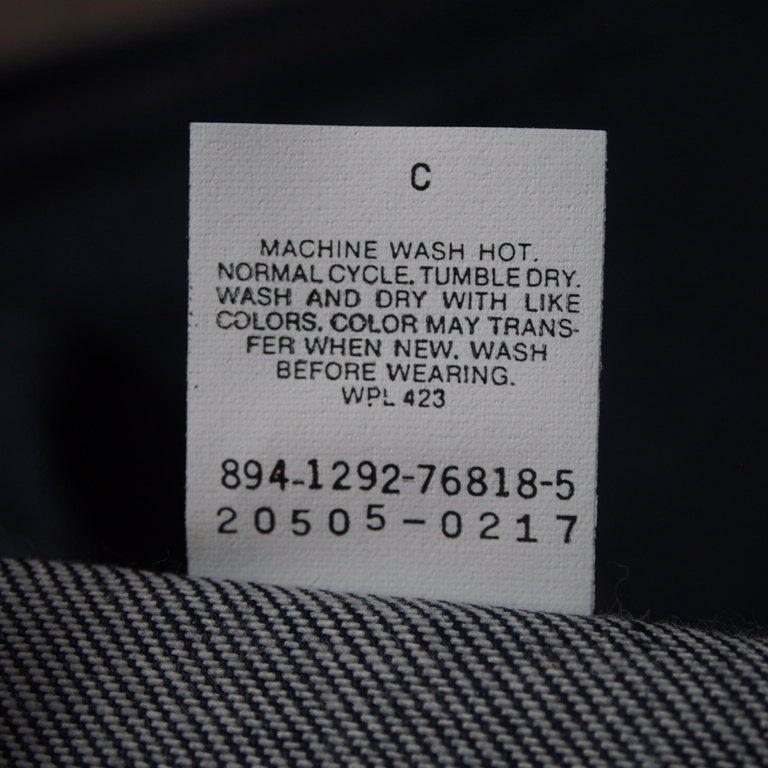 C
MACHINE WASH HOT.
NORMAL CYCLE. TUMBLE DRY.
WASH AND DRY WITH LIKE
COLORS. COLOR MAY TRANS-
FER WHEN NEW. WASH
BEFORE WEARING.
WPL 423
894-1292-76818-5
20505-0217